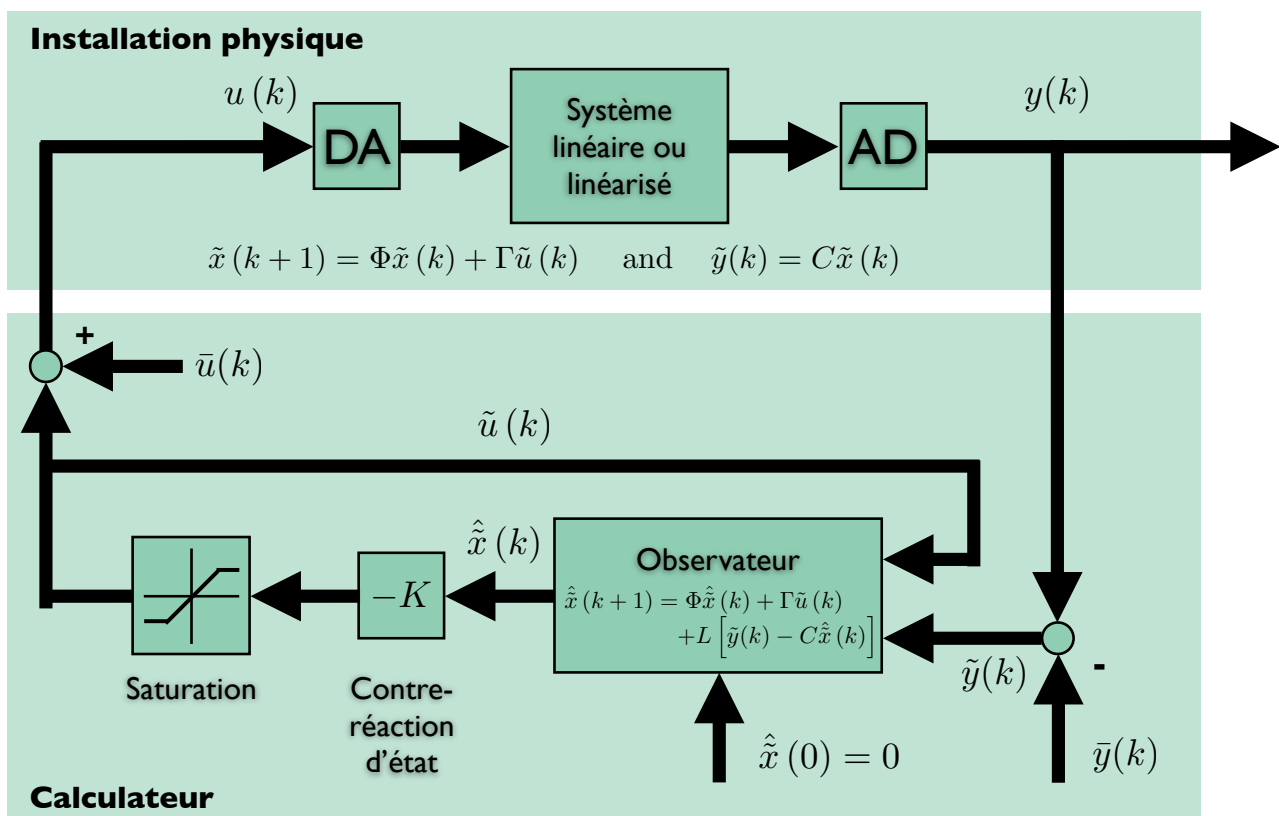 Installation physique
u (k)
DA
Système
linéaire ou
linéarisé
AD
y(k)
x̃ (k + 1) = Φx̃ (k) + Γũ (k) and ỹ(k) = Cx̃ (k)
+
ū(k)
ũ (k)
Saturation
-K
Contre-
réaction
d'état
x̃̂ (k)
Observateur
x̃̂ (k + 1) = Φx̃̂ (k) + Γũ (k)
+L [ỹ(k) − Cx̃̂ (k)]
x̃̂ (0) = 0
ỹ(k)
-
ȳ(k)
Calculateur